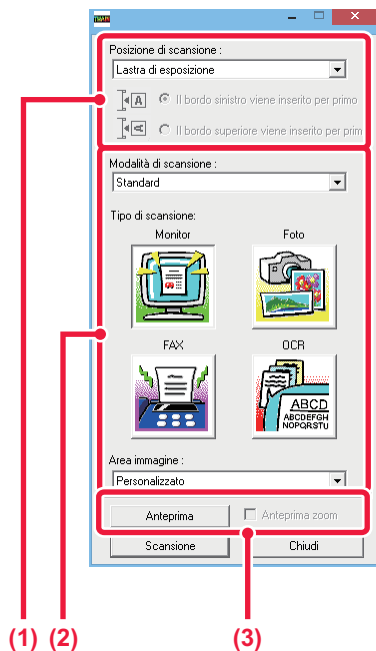 TWAIN
Posizione di scansione :
Lastra di esposizione
A Il bordo sinistro viene inserito per primo
A Il bordo superiore viene inserito per prim
Modalità di scansione :
Standard
Tipo di scansione:
Monitor Foto
FAX OCR
ABCD
ABCDEFGH
NOPQRSTU
Area immagine :
Personalizzato
Anteprima Anteprima zoom
Scansione Chiudi
(1) (2) (3)